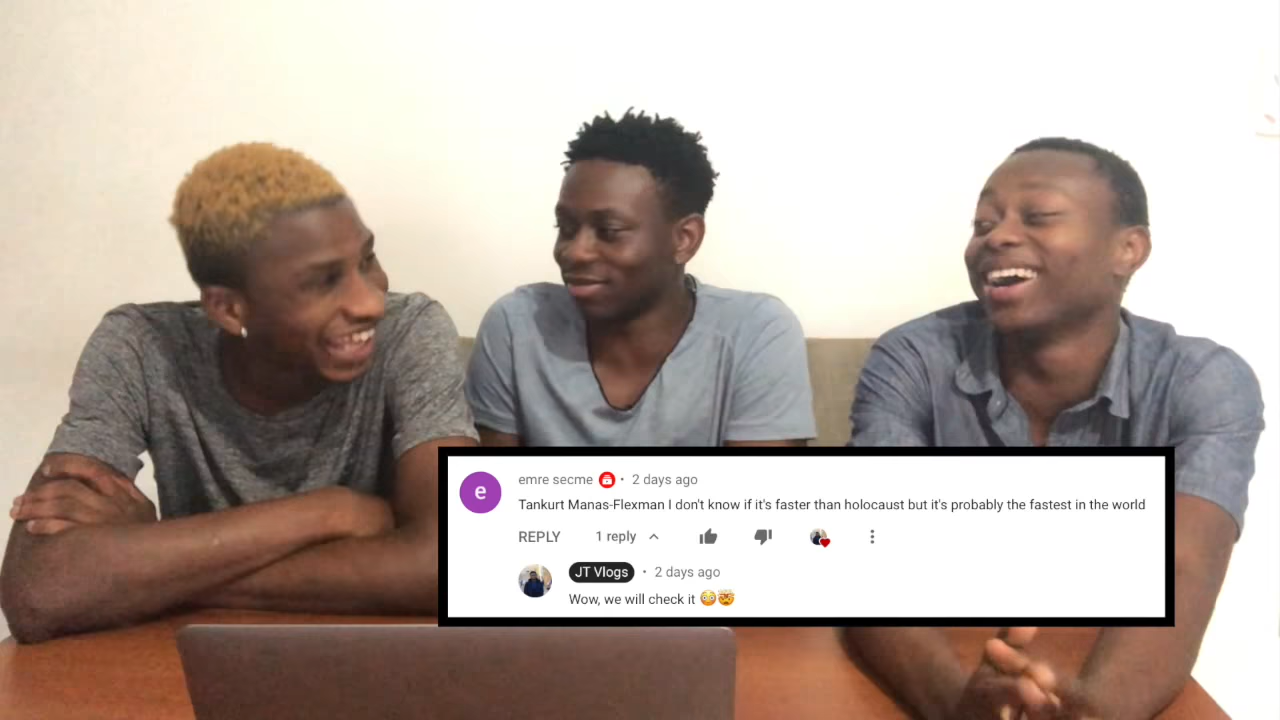 e
emre secme · 2 days ago
Tankurt Manas-Flexman I don't know if it's faster than holocaust but it's probably the fastest in the world
REPLY 1 reply
JT Vlogs · 2 days ago
Wow, we will check it 😳🤯